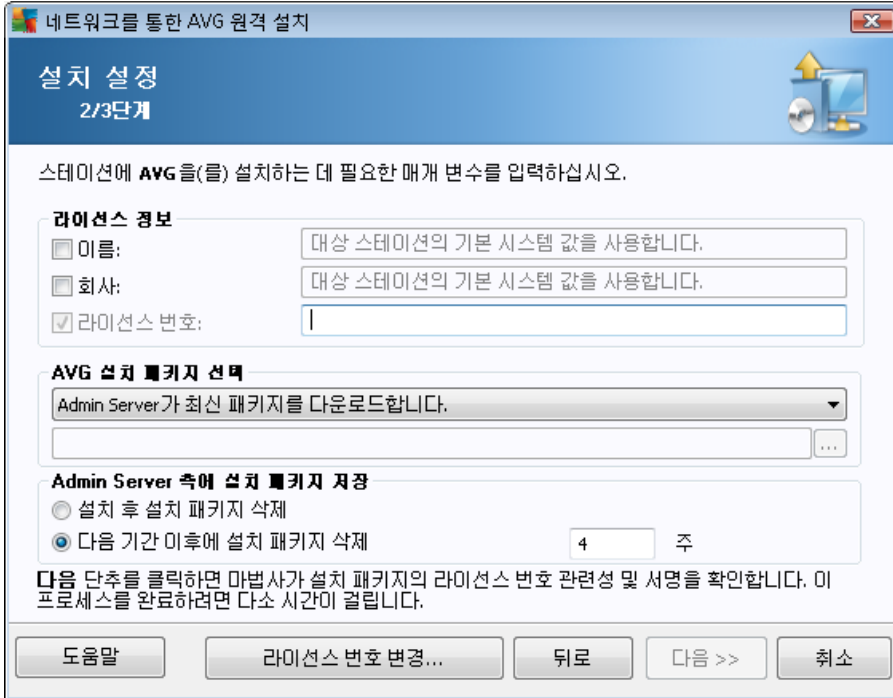 네트워크를 통한 AVG 원격 설치
설치 설정
2/3단계
스테이션에 AVG을(를) 설치하는 데 필요한 매개 변수를 입력하십시오.
라이선스 정보
이름:
대상 스테이션의 기본 시스템 값을 사용합니다.
회사:
대상 스테이션의 기본 시스템 값을 사용합니다.
라이선스 번호:
AVG 설치 패키지 선택
Admin Server가 최신 패키지를 다운로드합니다.
...
Admin Server 측에 설치 패키지 저장
설치 후 설치 패키지 삭제
다음 기간 이후에 설치 패키지 삭제 4 주
다음 단추를 클릭하면 마법사가 설치 패키지의 라이선스 번호 관련성 및 서명을 확인합니다. 이
프로세스를 완료하려면 다소 시간이 걸립니다.
도움말 라이선스 번호 변경... 뒤로 다음 >> 취소